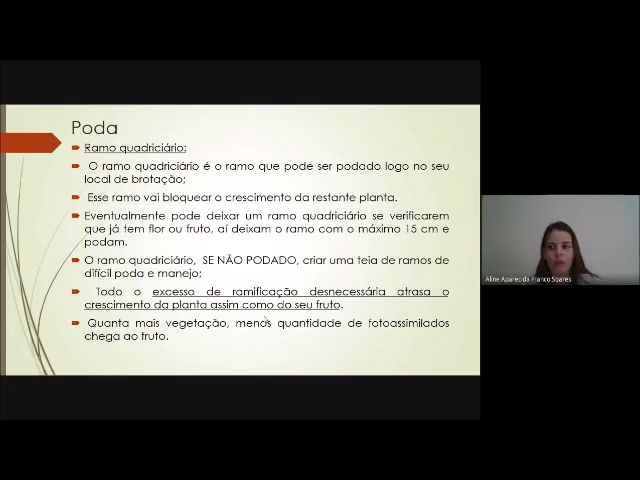 Poda
Ramo quadriciário:
O ramo quadriciário é o ramo que pode ser podado logo no seu
local de brotação;
Esse ramo vai bloquear o crescimento da restante planta.
Eventualmente pode deixar um ramo quadriciário se verificarem
que já tem flor ou fruto, aí deixam o ramo com o máximo 15 cm e
podam.
O ramo quadriciário, SE NÃO PODADO, criar uma teia de ramos de
difícil poda e manejo;
Todo o excesso de ramificação desnecessária atrasa o
crescimento da planta assim como do seu fruto.
Quanta mais vegetação, menos quantidade de fotoassimilados
chega ao fruto.
Aline Aparecida Franco Soares